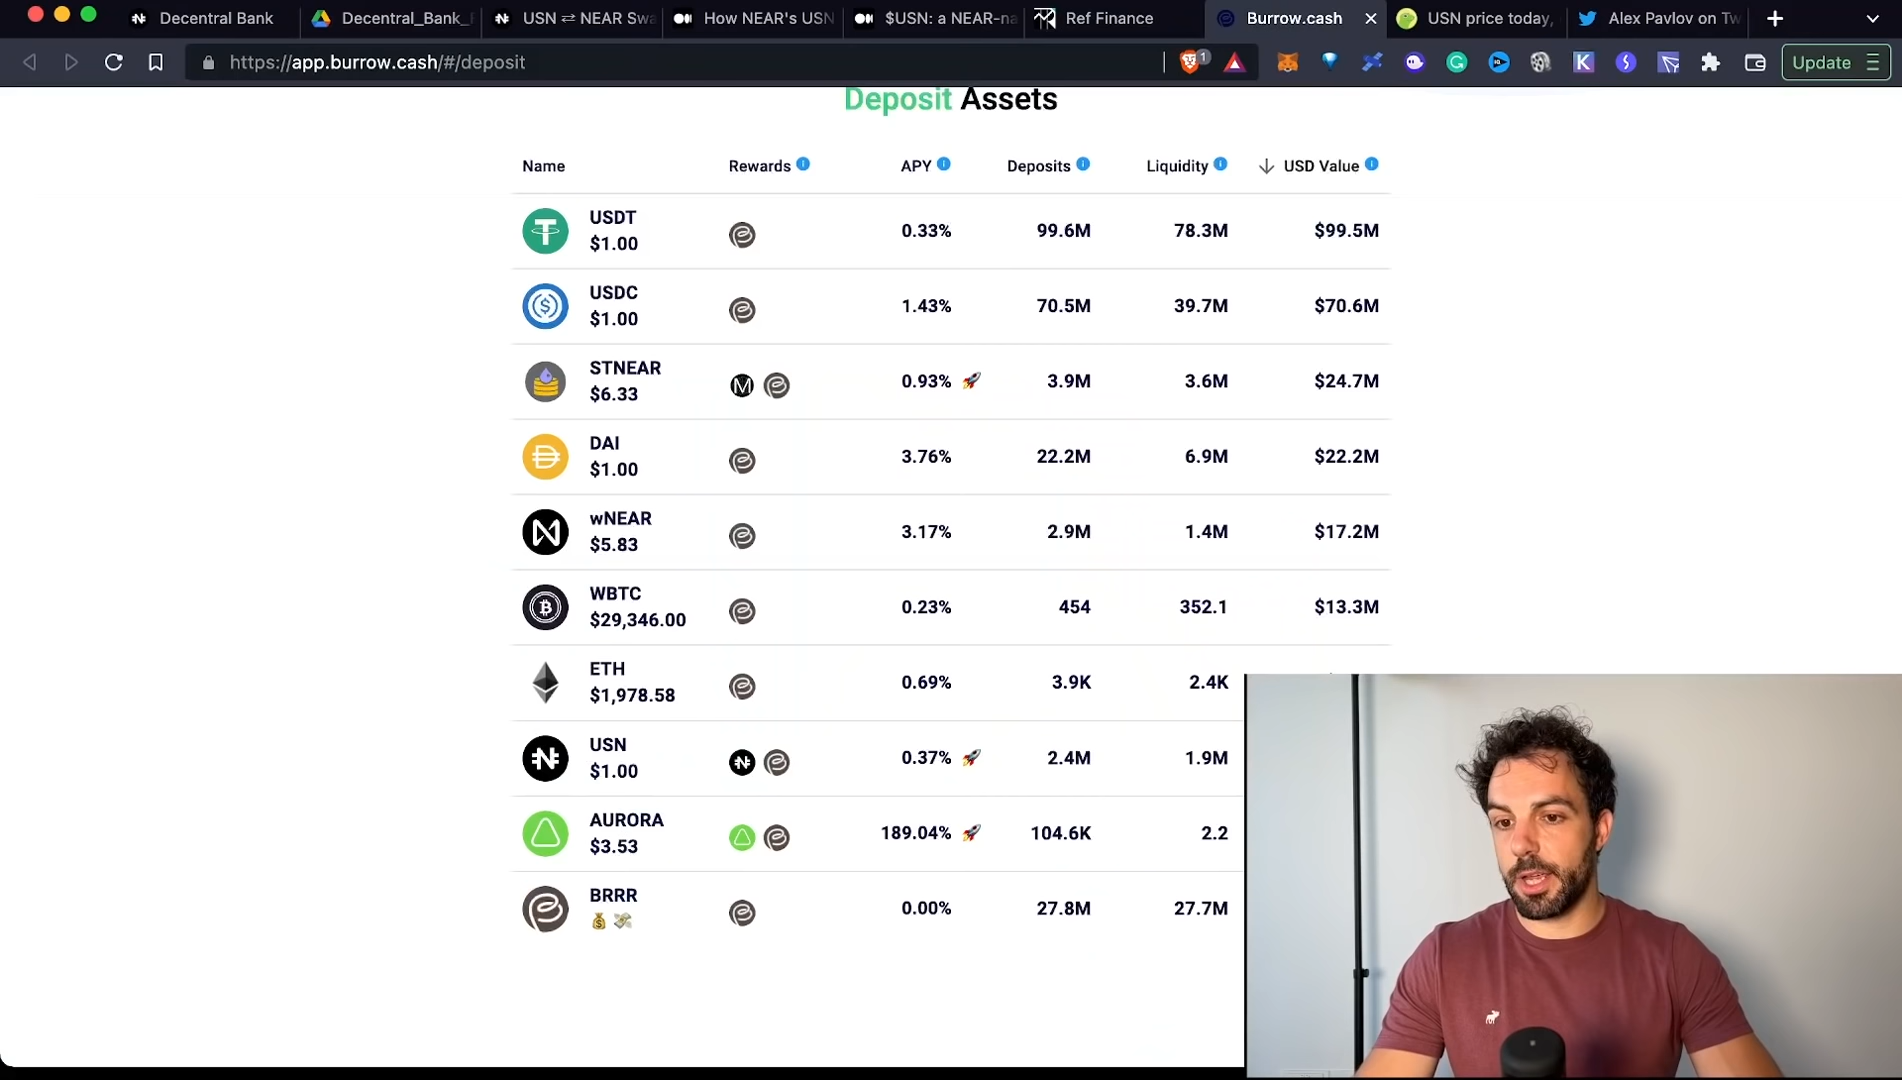 Decentral Bank
Decentral_Bank_
USN ⇄ NEAR Swa
How NEAR's USN
$USN: a NEAR-na
Ref Finance
Burrow.cash
USN price today,
Alex Pavlov on Tw
https://app.burrow.cash/#/deposit
1
Update
Deposit Assets
Name Rewards APY Deposits Liquidity USD Value
USDT
$1.00
0.33% 99.6M 78.3M $99.5M
USDC
$1.00
1.43% 70.5M 39.7M $70.6M
STNEAR
$6.33
0.93% 🚀 3.9M 3.6M $24.7M
DAI
$1.00
3.76% 22.2M 6.9M $22.2M
wNEAR
$5.83
3.17% 2.9M 1.4M $17.2M
WBTC
$29,346.00
0.23% 454 352.1 $13.3M
ETH
$1,978.58
0.69% 3.9K 2.4K
USN
$1.00
0.37% 🚀 2.4M 1.9M
AURORA
$3.53
189.04% 🚀 104.6K 2.2
BRRR
💰 💸
0.00% 27.8M 27.7M